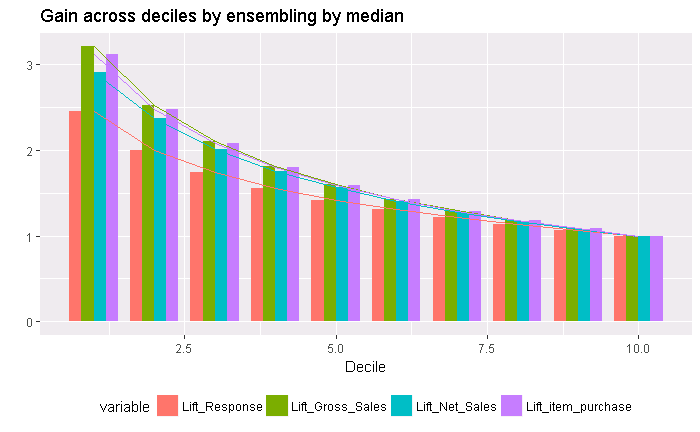 Gain across deciles by ensembling by median
3
2
1
0
2.5 5.0 7.5 10.0
Decile
variable Lift_Response Lift_Gross_Sales Lift_Net_Sales Lift_item_purchase